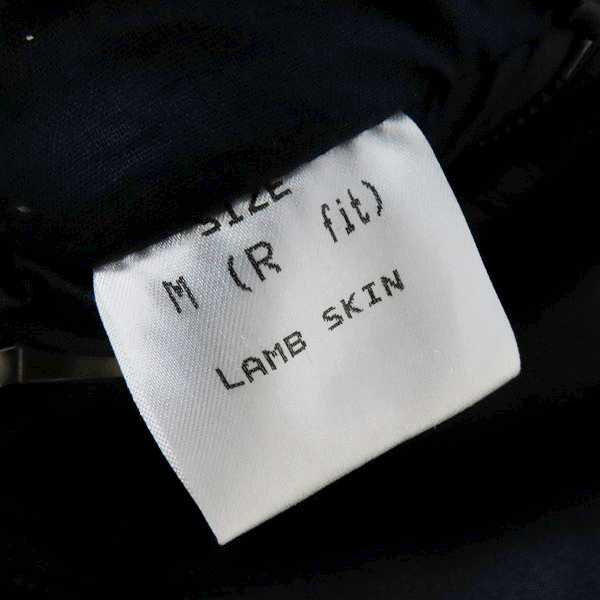 SIZE
M (R fit)
LAMB SKIN